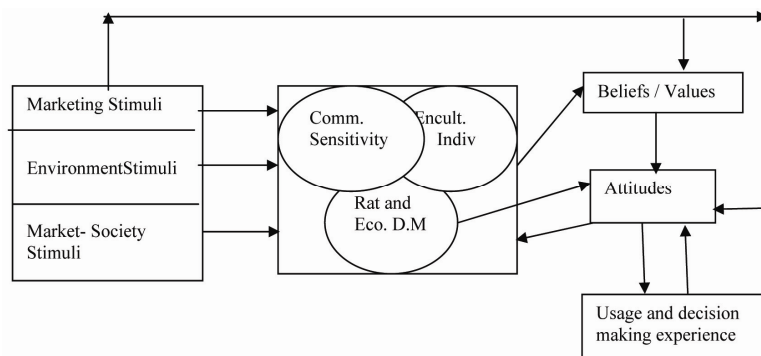 Marketing Stimuli
EnvironmentStimuli
Market- Society
Stimuli
Comm.
Sensitivity
Encult.
Indiv
Rat and
Eco. D.M
Beliefs / Values
Attitudes
Usage and decision
making experience